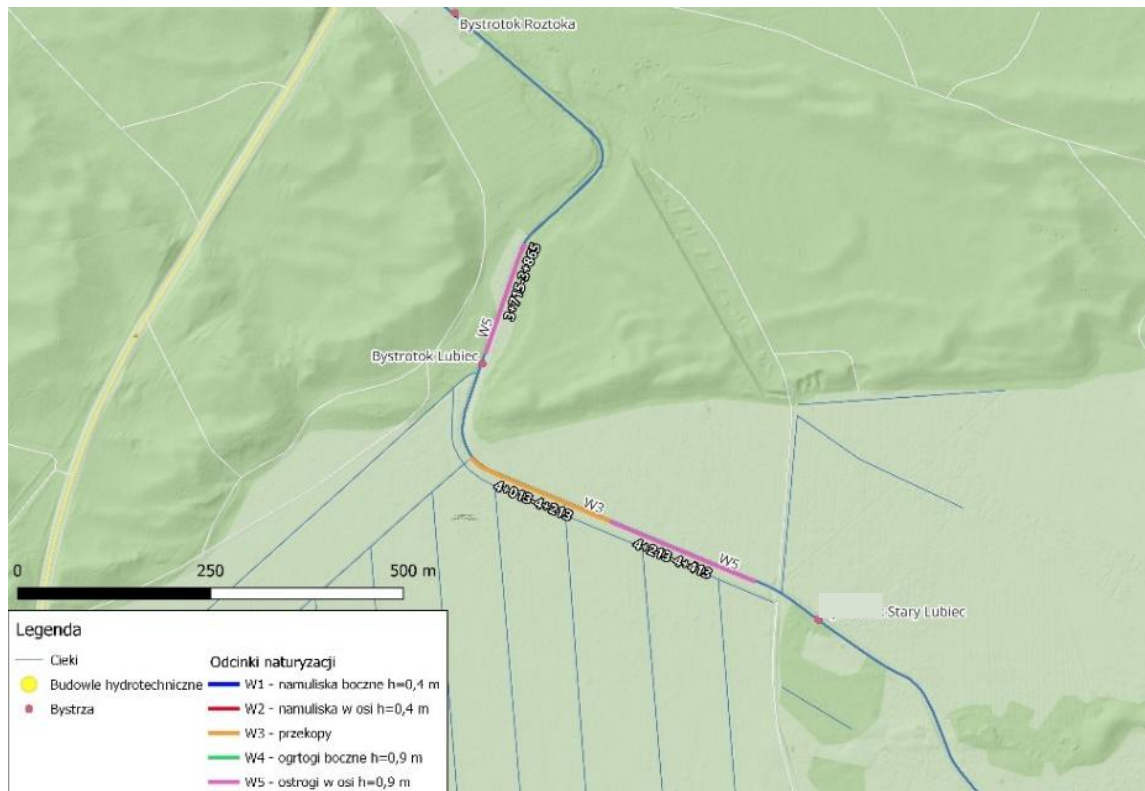 Bystrotok Roztoka
3+715-3+865
W5
Bystrotok Lubiec
4+013-4+213
W3
4+213-4+413
W5
Stary Lubiec
0 250 500 m
Legenda
Cieki
Budowle hydrotechniczne
Bystrza
Odcinki naturyzacji
W1 - namuliska boczne h=0,4 m
W2 - namuliska w osi h=0,4 m
W3 - przekopy
W4 - ogrtogi boczne h=0,9 m
W5 - ostrogi w osi h=0,9 m